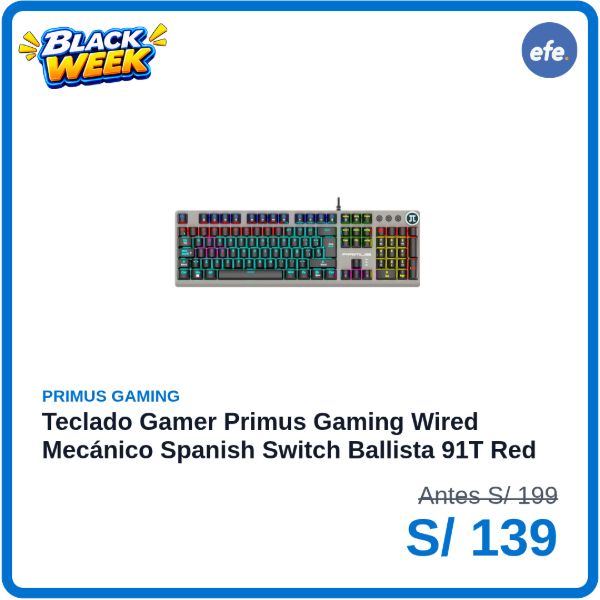 BLACK
WEEK
efe.
PRIMUS
PRIMUS GAMING
Teclado Gamer Primus Gaming Wired
Mecánico Spanish Switch Ballista 91T Red
Antes S/ 199
S/ 139